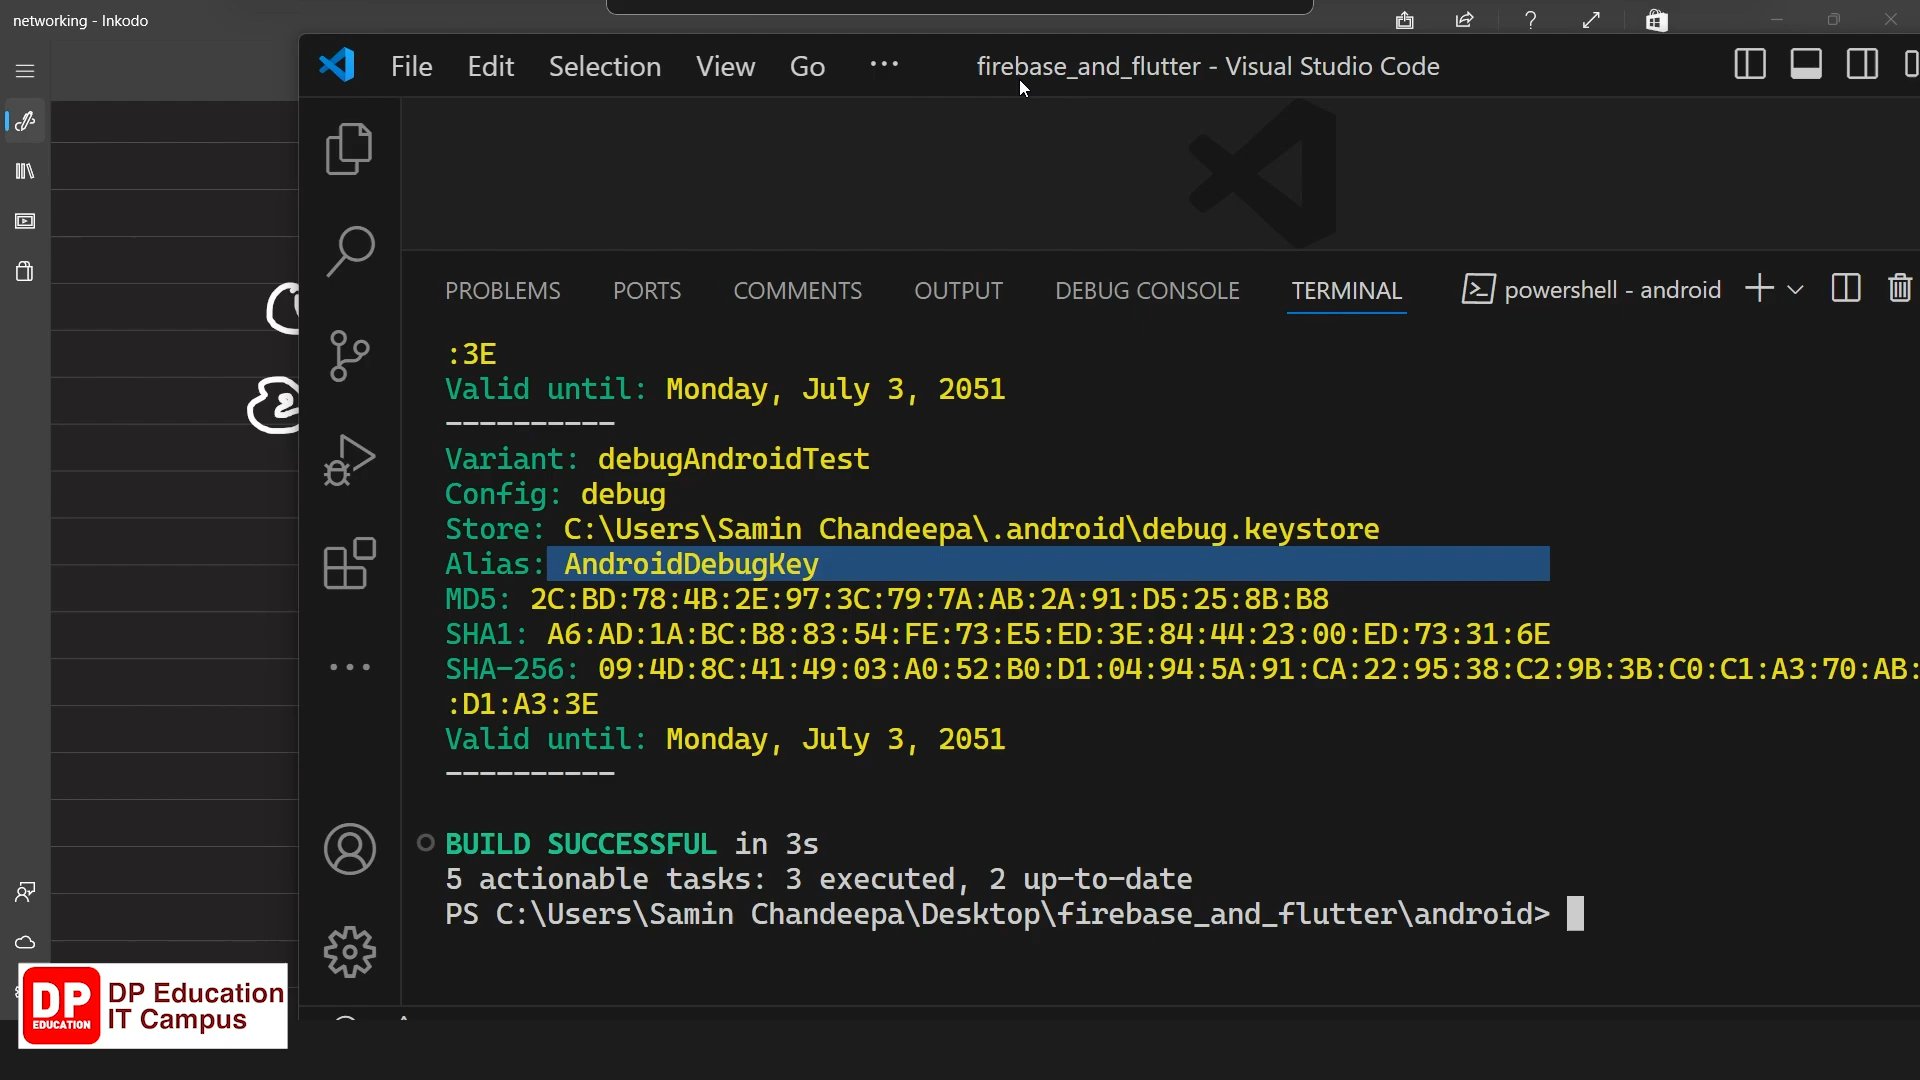 networking - Inkodo
File Edit Selection View Go ··· firebase_and_flutter - Visual Studio Code
PROBLEMS PORTS COMMENTS OUTPUT DEBUG CONSOLE TERMINAL powershell - android
:3E
Valid until: Monday, July 3, 2051
----------
Variant: debugAndroidTest
Config: debug
Store: C:\Users\Samin Chandeepa\.android\debug.keystore
Alias: AndroidDebugKey
MD5: 2C:BD:78:4B:2E:97:3C:79:7A:AB:2A:91:D5:25:8B:B8
SHA1: A6:AD:1A:BC:B8:83:54:FE:73:E5:ED:3E:84:44:23:00:ED:73:31:6E
SHA-256: 09:4D:8C:41:49:03:A0:52:B0:D1:04:94:5A:91:CA:22:95:38:C2:9B:3B:C0:C1:A3:70:AB:
:D1:A3:3E
Valid until: Monday, July 3, 2051
----------
BUILD SUCCESSFUL in 3s
5 actionable tasks: 3 executed, 2 up-to-date
PS C:\Users\Samin Chandeepa\Desktop\firebase_and_flutter\android>
2
DP EDUCATION
DP Education
IT Campus